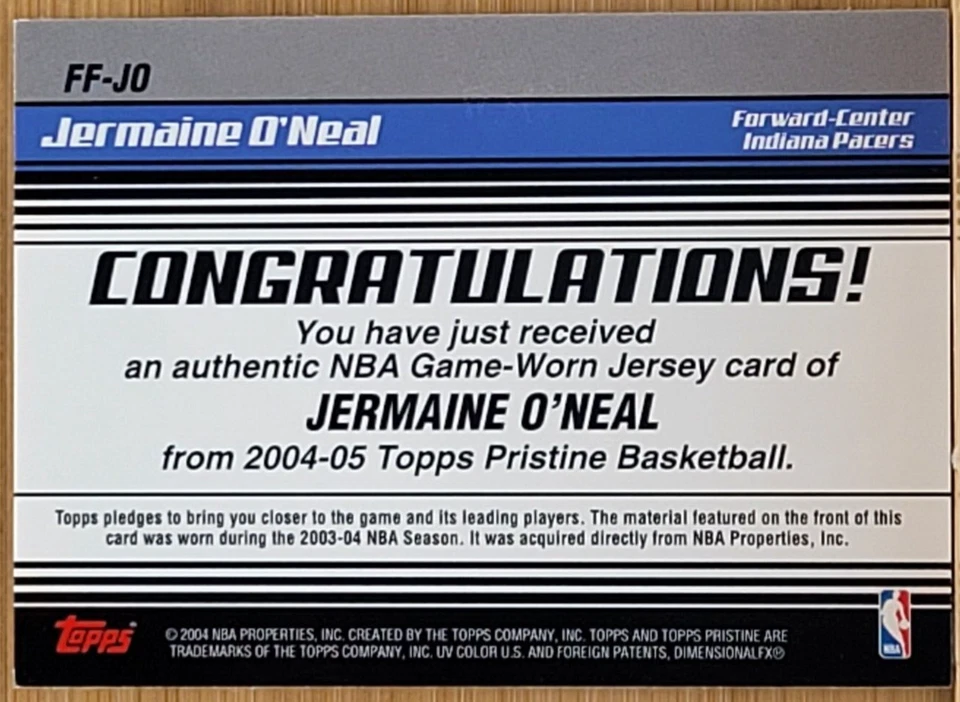 FF-JO
Jermaine O'Neal
Forward-Center
Indiana Pacers
CONGRATULATIONS!
You have just received
an authentic NBA Game-Worn Jersey card of
JERMAINE O'NEAL
from 2004-05 Topps Pristine Basketball.
Topps pledges to bring you closer to the game and its leading players. The material featured on the front of this
card was worn during the 2003-04 NBA Season. It was acquired directly from NBA Properties, Inc.
Topps
© 2004 NBA PROPERTIES, INC. CREATED BY THE TOPPS COMPANY, INC. TOPPS AND TOPPS PRISTINE ARE
TRADEMARKS OF THE TOPPS COMPANY, INC. UV COLOR U.S. AND FOREIGN PATENTS, DIMENSIONALFX®
NBA